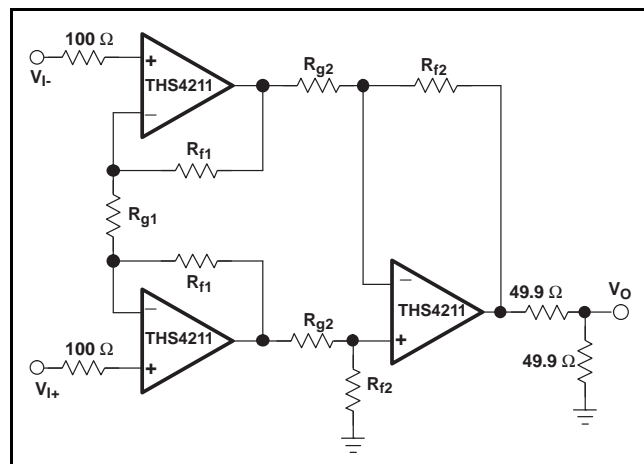 100 Ω
V_I-
+
THS4211
−
R_g2
R_f2
R_f1
R_g1
R_f1
−
THS4211
+
100 Ω
V_I+
R_g2
R_f2
−
THS4211
+
49.9 Ω
V_O
49.9 Ω